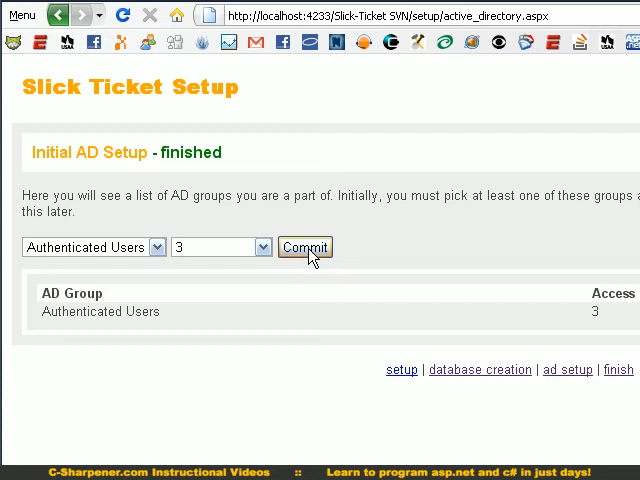 Menu http://localhost:4233/Slick-Ticket SVN/setup/active_directory.aspx
Slick Ticket Setup
Initial AD Setup - finished
Here you will see a list of AD groups you are a part of. Initially, you must pick at least one of these groups a
this later.
Authenticated Users 3 Commit
AD Group Access
Authenticated Users 3
setup | database creation | ad setup | finish
C-Sharpener.com Instructional Videos :: Learn to program asp.net and c# in just days!